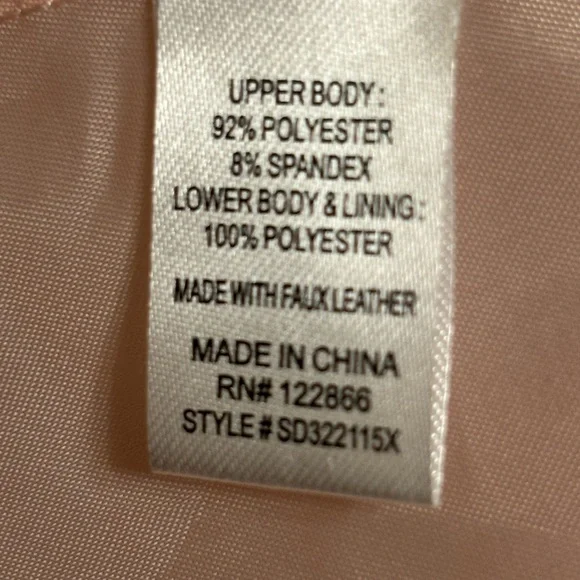 UPPER BODY:
92% POLYESTER
8% SPANDEX
LOWER BODY & LINING:
100% POLYESTER
MADE WITH FAUX LEATHER
MADE IN CHINA
RN# 122866
STYLE # SD322115X